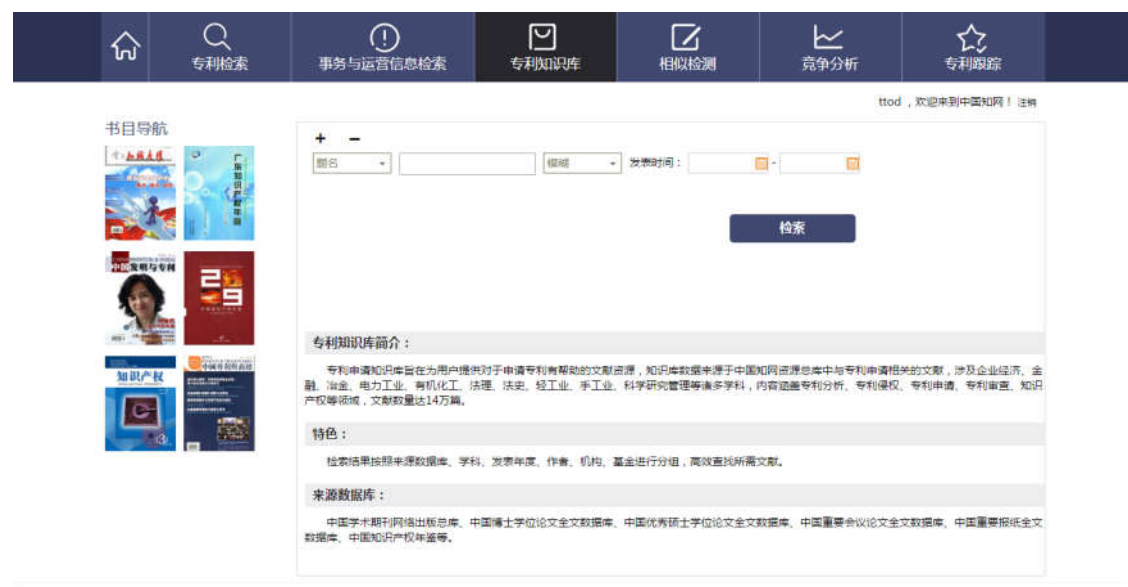 专利检索
事务与运营信息检索
专利知识库
相似检测
竞争分析
专利跟踪
ttod ，欢迎来到中国知网！ 注销
书目导航
广东知识产权年鉴
中国发明与专利
知识产权
+ −
题名
模糊
发表时间：
-
检索
专利知识库简介：
专利申请知识库旨在为用户提供对于申请专利有帮助的文献资源，知识库数据来源于中国知网资源总库中与专利申请相关的文献，涉及企业经济、金
融、冶金、电力工业、有机化工、法理、法史、轻工业、手工业、科学研究管理等诸多学科，内容涵盖专利分析、专利侵权、专利申请、专利审查、知识
产权等领域，文献数量达14万篇。
特色：
检索结果按照来源数据库、学科、发表年度、作者、机构、基金进行分组，高效查找所需文献。
来源数据库：
中国学术期刊网络出版总库、中国博士学位论文全文数据库、中国优秀硕士学位论文全文数据库、中国重要会议论文全文数据库、中国重要报纸全文
数据库、中国知识产权年鉴等。